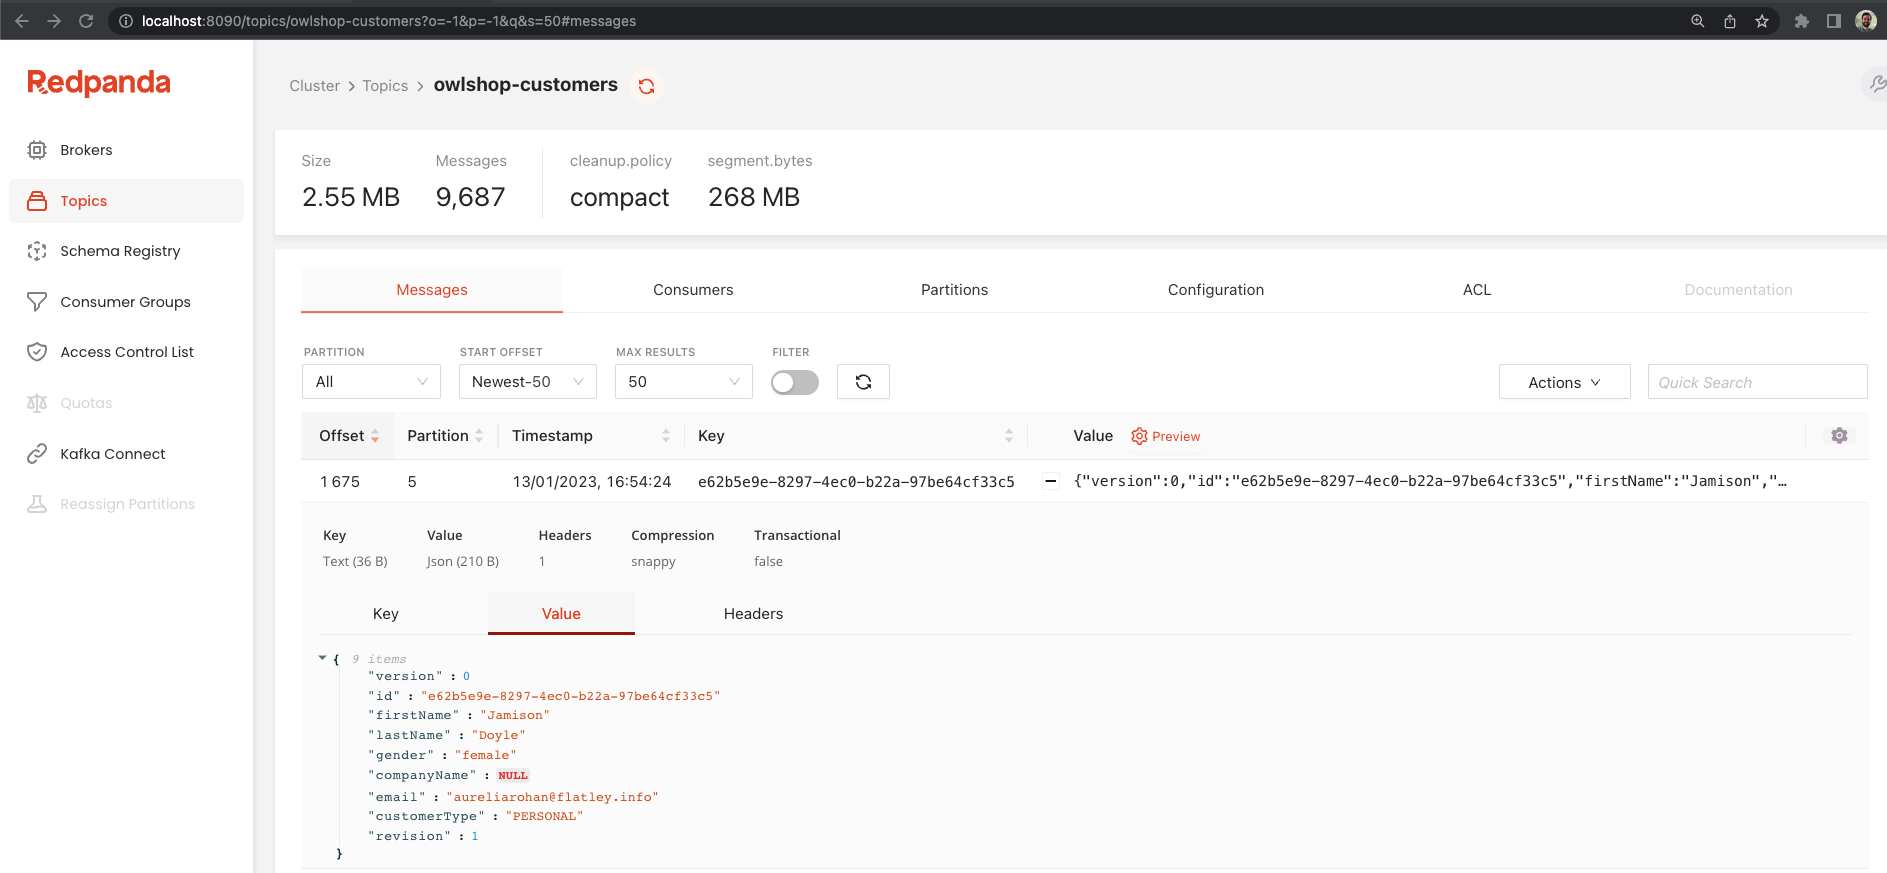 localhost:8090/topics/owlshop-customers?o=-1&p=-1&q&s=50#messages
Redpanda
Brokers
Topics
Schema Registry
Consumer Groups
Access Control List
Quotas
Kafka Connect
Reassign Partitions
Cluster > Topics > owlshop-customers
Size Messages cleanup.policy segment.bytes
2.55 MB 9,687 compact 268 MB
Messages Consumers Partitions Configuration ACL Documentation
PARTITION START OFFSET MAX RESULTS FILTER
All Newest-50 50 Actions Quick Search
Offset Partition Timestamp Key Value Preview
1 675 5 13/01/2023, 16:54:24 e62b5e9e-8297-4ec0-b22a-97be64cf33c5 {"version":0,"id":"e62b5e9e-8297-4ec0-b22a-97be64cf33c5","firstName":"Jamison","…
Key Value Headers Compression Transactional
Text (36 B) Json (210 B) 1 snappy false
Key Value Headers
{ 9 items
"version" : 0
"id" : "e62b5e9e-8297-4ec0-b22a-97be64cf33c5"
"firstName" : "Jamison"
"lastName" : "Doyle"
"gender" : "female"
"companyName" : NULL
"email" : "aureliarohan@flatley.info"
"customerType" : "PERSONAL"
"revision" : 1
}